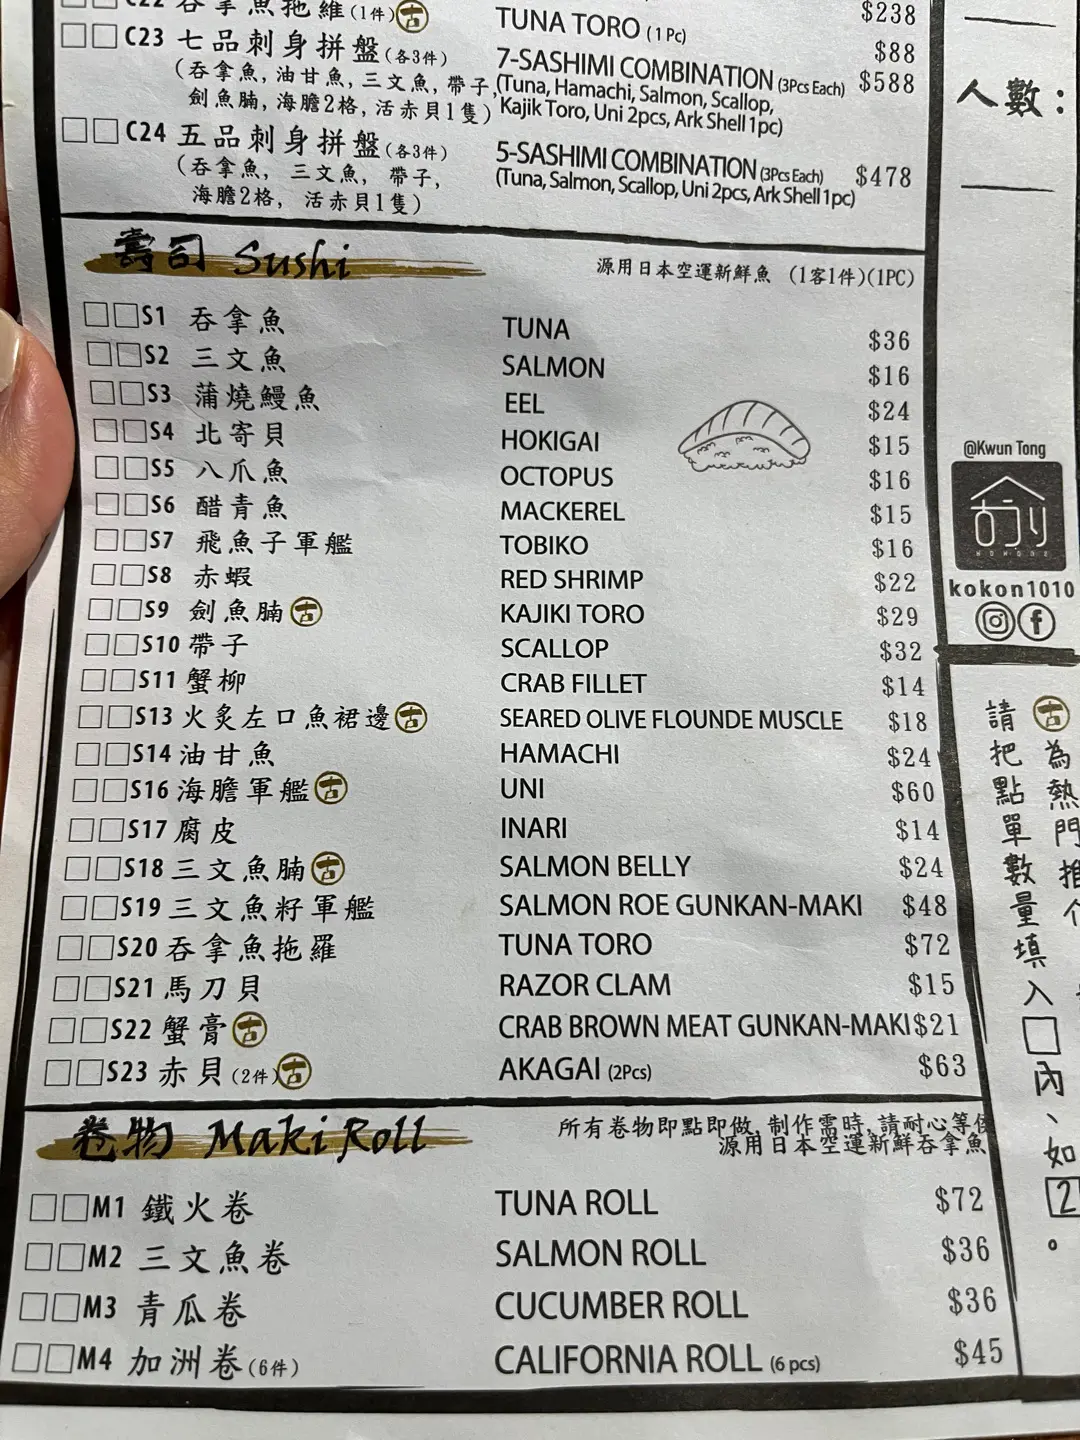 C22 吞拿魚拖維(1件) 古 TUNA TORO (1 Pc) $238
$88
C23 七品刺身拼盤(各3件) 7-SASHIMI COMBINATION (3Pcs Each) $588
(吞拿魚,油甘魚,三文魚,帶子, (Tuna, Hamachi, Salmon, Scallop,
劍魚腩,海膽2格,活赤貝1隻) Kajik Toro, Uni 2pcs, Ark Shell 1pc)
C24 五品刺身拼盤(各3件) 5-SASHIMI COMBINATION (3Pcs Each) $478
(吞拿魚, 三文魚, 帶子, (Tuna, Salmon, Scallop, Uni 2pcs, Ark Shell 1pc)
海膽2格, 活赤貝1隻)
壽司 Sushi 源用日本空運新鮮魚 (1客1件)(1PC)
S1 吞拿魚 TUNA $36
S2 三文魚 SALMON $16
S3 蒲燒鰻魚 EEL $24
S4 北寄貝 HOKIGAI $15
S5 八爪魚 OCTOPUS $16
S6 醋青魚 MACKEREL $15
S7 飛魚子軍艦 TOBIKO $16
S8 赤蝦 RED SHRIMP $22
S9 劍魚腩 古 KAJIKI TORO $29
S10 帶子 SCALLOP $32
S11 蟹柳 CRAB FILLET $14
S13 火炙左口魚裙邊 古 SEARED OLIVE FLOUNDE MUSCLE $18
S14 油甘魚 HAMACHI $24
S16 海膽軍艦 古 UNI $60
S17 腐皮 INARI $14
S18 三文魚腩 古 SALMON BELLY $24
S19 三文魚籽軍艦 SALMON ROE GUNKAN-MAKI $48
S20 吞拿魚拖羅 TUNA TORO $72
S21 馬刀貝 RAZOR CLAM $15
S22 蟹膏 古 CRAB BROWN MEAT GUNKAN-MAKI $21
S23 赤貝(2件) 古 AKAGAI (2Pcs) $63
卷物 Maki Roll 所有卷物即點即做,制作需時,請耐心等
源用日本空運新鮮吞拿魚
M1 鐵火卷 TUNA ROLL $72
M2 三文魚卷 SALMON ROLL $36
M3 青瓜卷 CUCUMBER ROLL $36
M4 加洲卷(6件) CALIFORNIA ROLL (6 pcs) $45
人數:
@Kwun Tong
kokon1010
古為熱門推
請把點單數量填入□內、如2。